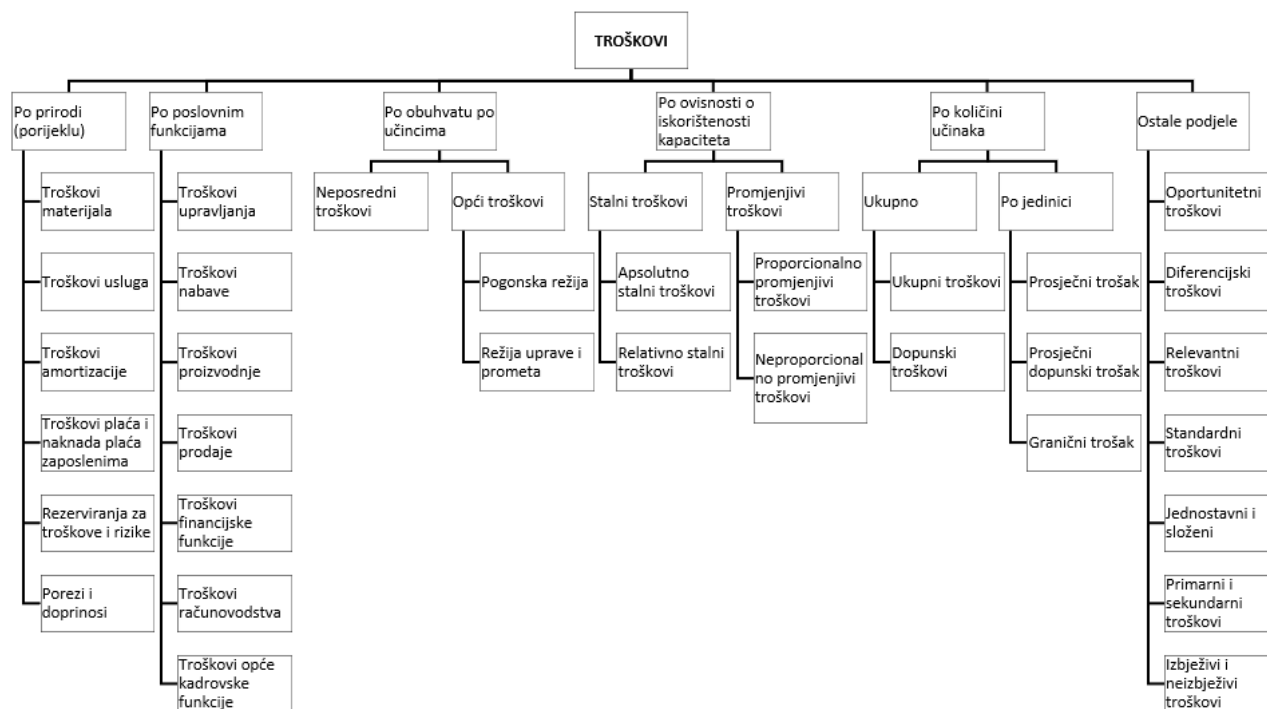 TROŠKOVI
Po prirodi
(porijeklu)
Po poslovnim
funkcijama
Po obuhvatu po
učincima
Po ovisnosti o
iskorištenosti
kapaciteta
Po količini
učinaka
Ostale podjele
Troškovi
materijala
Troškovi usluga
Troškovi
amortizacije
Troškovi plaća i
naknada plaća
zaposlenima
Rezerviranja za
troškove i rizike
Porezi i
doprinosi
Troškovi
upravljanja
Troškovi
nabave
Troškovi
proizvodnje
Troškovi
prodaje
Troškovi
financijske
funkcije
Troškovi
računovodstva
Troškovi opće
kadrovske
funkcije
Neposredni
troškovi
Opći troškovi
Pogonska režija
Režija uprave i
prometa
Stalni troškovi
Apsolutno
stalni troškovi
Relativno stalni
troškovi
Promjenjivi
troškovi
Proporcionalno
promjenjivi
troškovi
Neproporcional
no promjenjivi
troškovi
Ukupno
Ukupni troškovi
Dopunski
troškovi
Po jedinici
Prosječni trošak
Prosječni
dopunski trošak
Granični trošak
Oportunitetni
troškovi
Diferencijski
troškovi
Relevantni
troškovi
Standardni
troškovi
Jednostavni i
složeni
Primarni i
sekundarni
troškovi
Izbježivi i
neizbježivi
troškovi